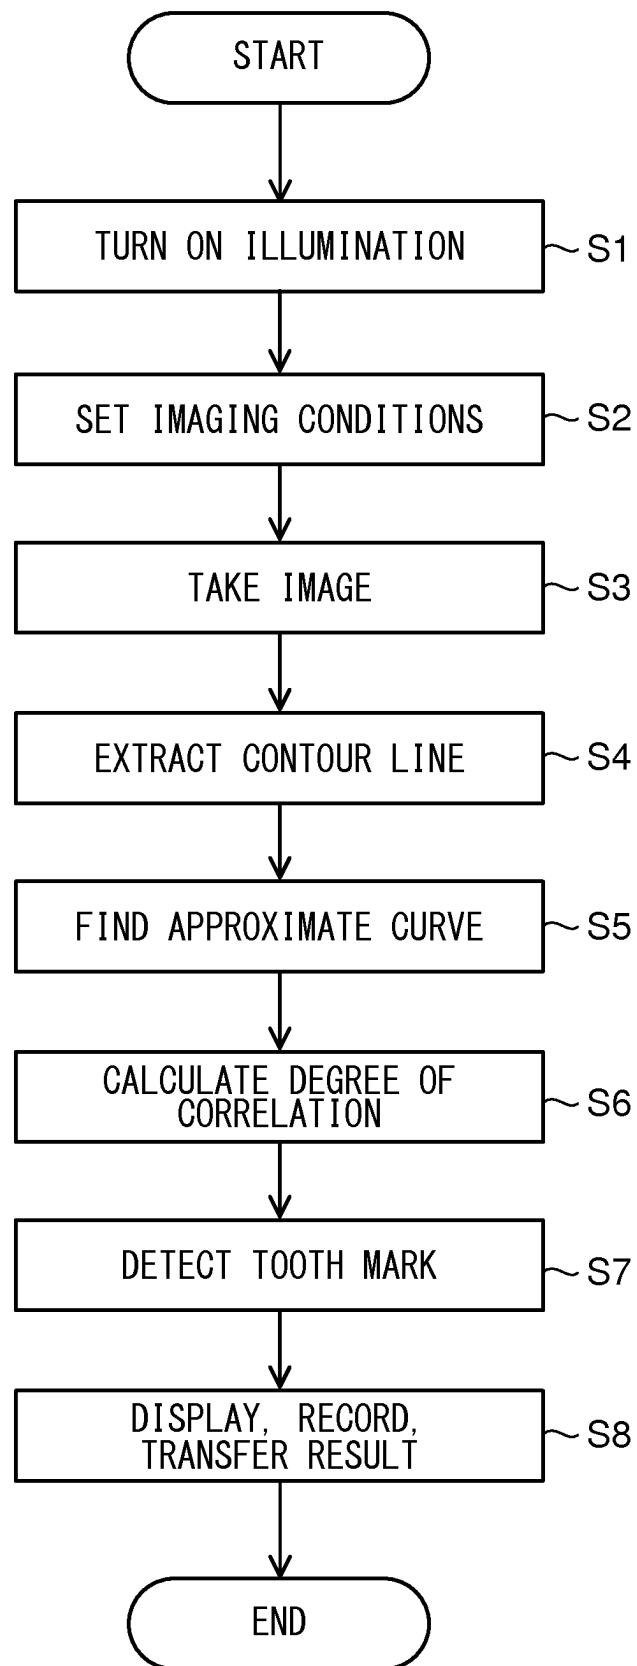 START
TURN ON ILLUMINATION S1
SET IMAGING CONDITIONS S2
TAKE IMAGE S3
EXTRACT CONTOUR LINE S4
FIND APPROXIMATE CURVE S5
CALCULATE DEGREE OF
CORRELATION S6
DETECT TOOTH MARK S7
DISPLAY, RECORD,
TRANSFER RESULT S8
END